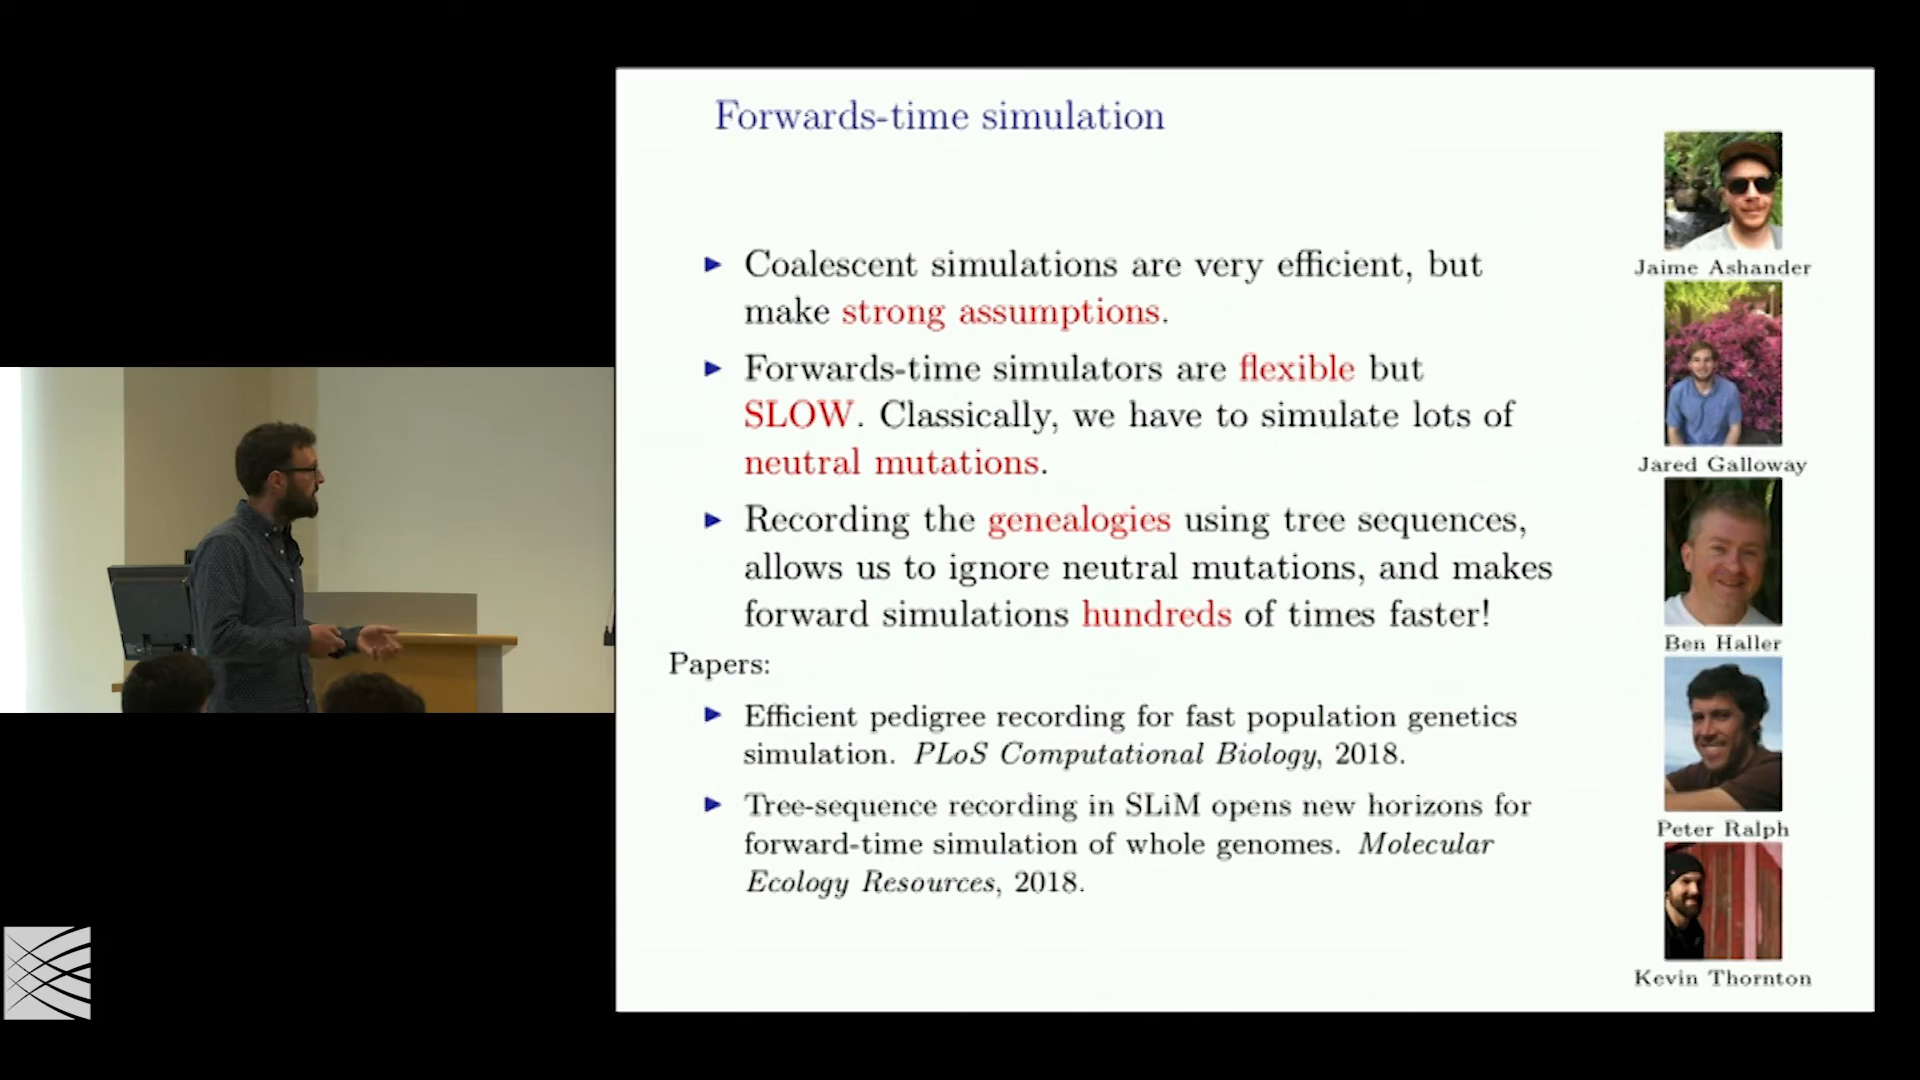 Forwards-time simulation
Coalescent simulations are very efficient, but
make strong assumptions.
Forwards-time simulators are flexible but
SLOW. Classically, we have to simulate lots of
neutral mutations.
Recording the genealogies using tree sequences,
allows us to ignore neutral mutations, and makes
forward simulations hundreds of times faster!
Papers:
Efficient pedigree recording for fast population genetics
simulation. PLoS Computational Biology, 2018.
Tree-sequence recording in SLiM opens new horizons for
forward-time simulation of whole genomes. Molecular
Ecology Resources, 2018.
Jaime Ashander
Jared Galloway
Ben Haller
Peter Ralph
Kevin Thornton